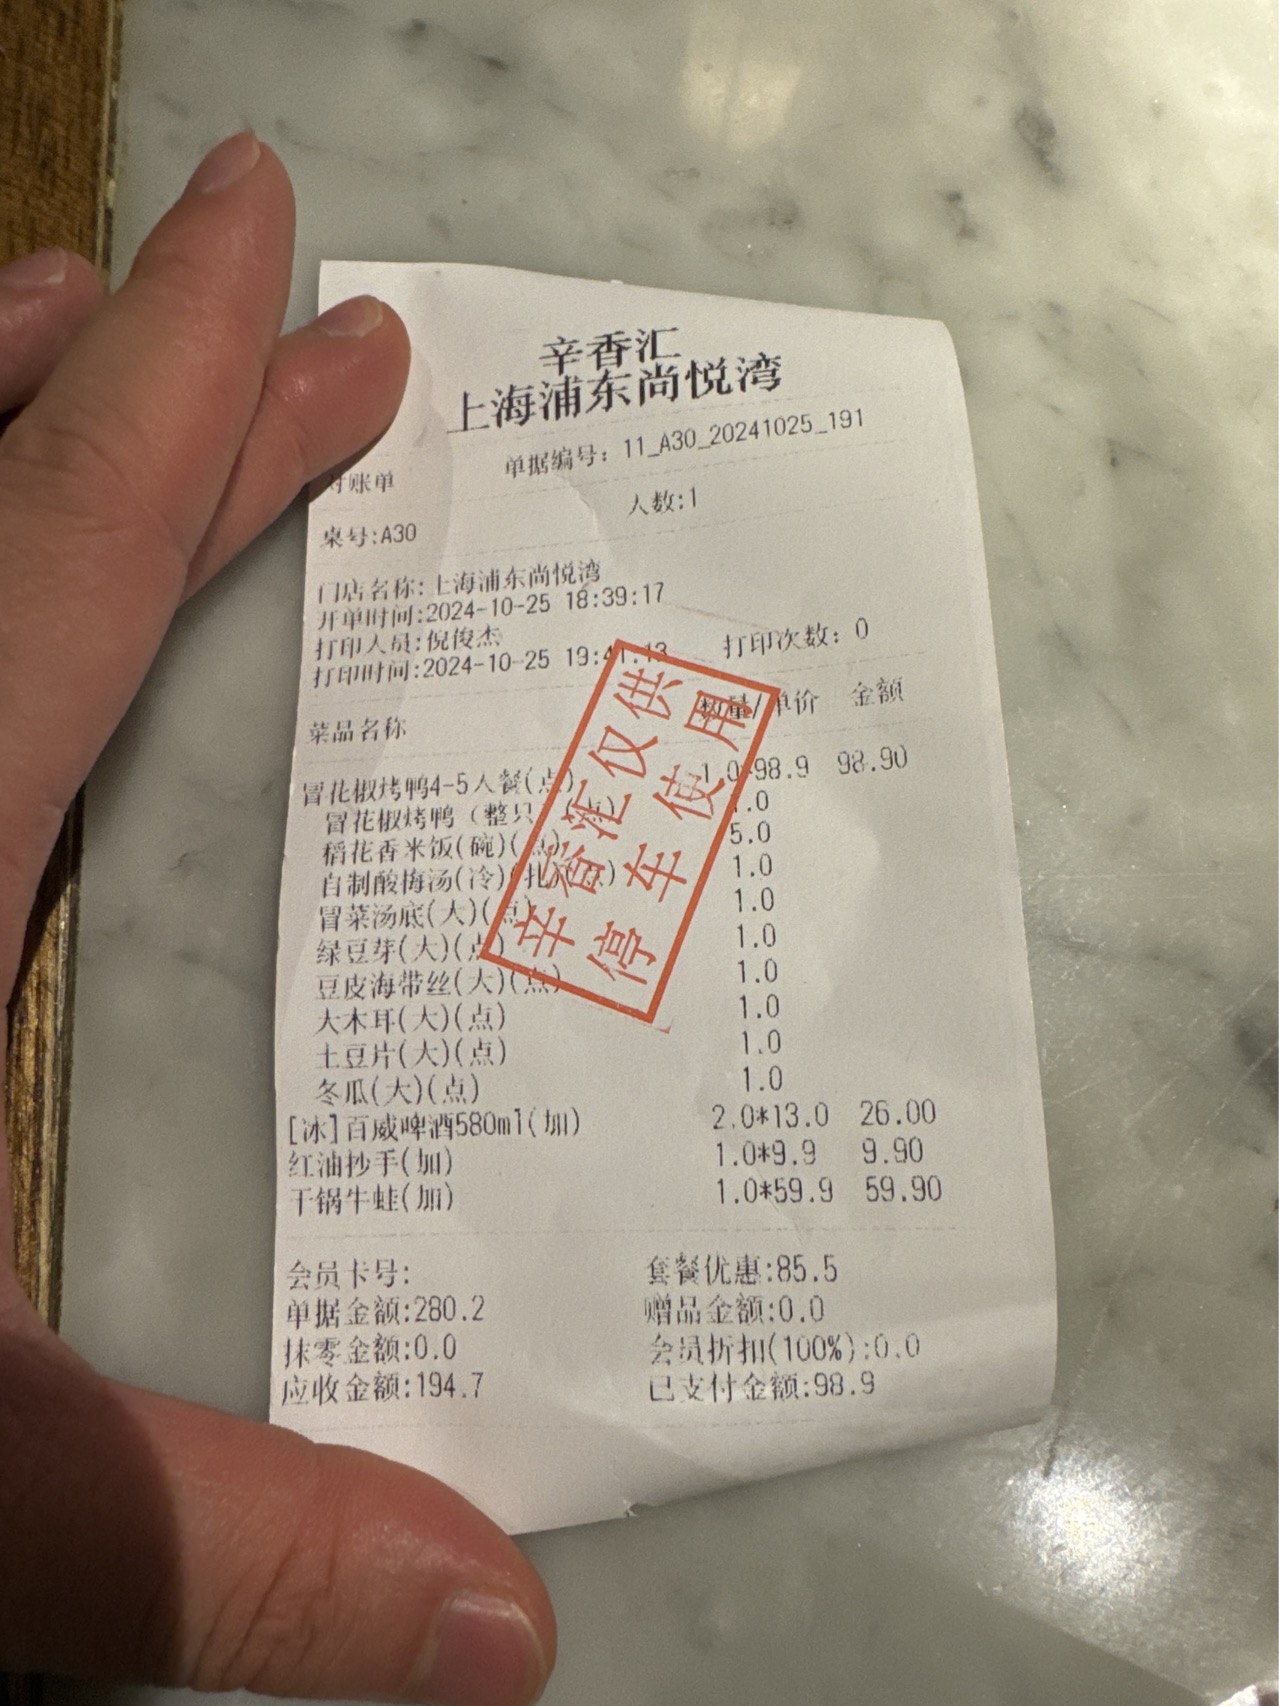 辛香汇
上海浦东尚悦湾
单据编号：11_A30_20241025_191
对账单
人数:1
桌号:A30
门店名称:上海浦东尚悦湾
开单时间:2024-10-25 18:39:17
打印人员:倪俊杰
打印时间:2024-10-25 19:41:13 打印次数：0
菜品名称 数量/单价 金额
冒花椒烤鸭4-5人餐(点) 1.0*98.9 98.90
冒花椒烤鸭（整只）(点) 1.0
稻花香米饭(碗)(点) 5.0
自制酸梅汤(冷)(扎)(点) 1.0
冒菜汤底(大)(点) 1.0
绿豆芽(大)(点) 1.0
豆皮海带丝(大)(点) 1.0
大木耳(大)(点) 1.0
土豆片(大)(点) 1.0
冬瓜(大)(点) 1.0
[冰]百威啤酒580ml(加) 2.0*13.0 26.00
红油抄手(加) 1.0*9.9 9.90
干锅牛蛙(加) 1.0*59.9 59.90
会员卡号: 套餐优惠:85.5
单据金额:280.2 赠品金额:0.0
抹零金额:0.0 会员折扣(100%):0.0
应收金额:194.7 已支付金额:98.9
辛香汇仅供
停车使用